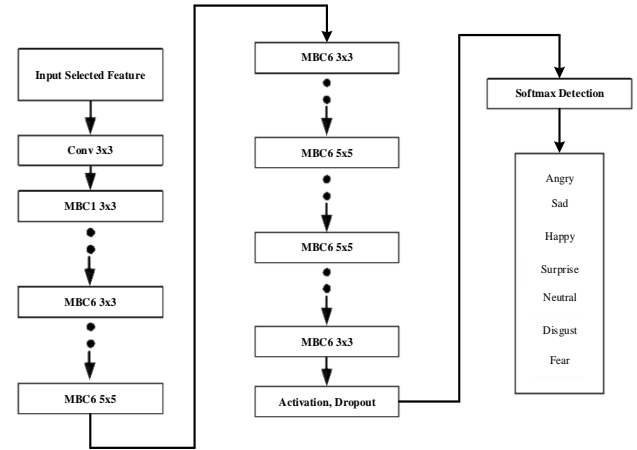 Input Selected Feature
Conv 3x3
MBC1 3x3
MBC6 3x3
MBC6 5x5
MBC6 3x3
MBC6 5x5
MBC6 5x5
MBC6 3x3
Activation, Dropout
Softmax Detection
Angry
Sad
Happy
Surprise
Neutral
Disgust
Fear